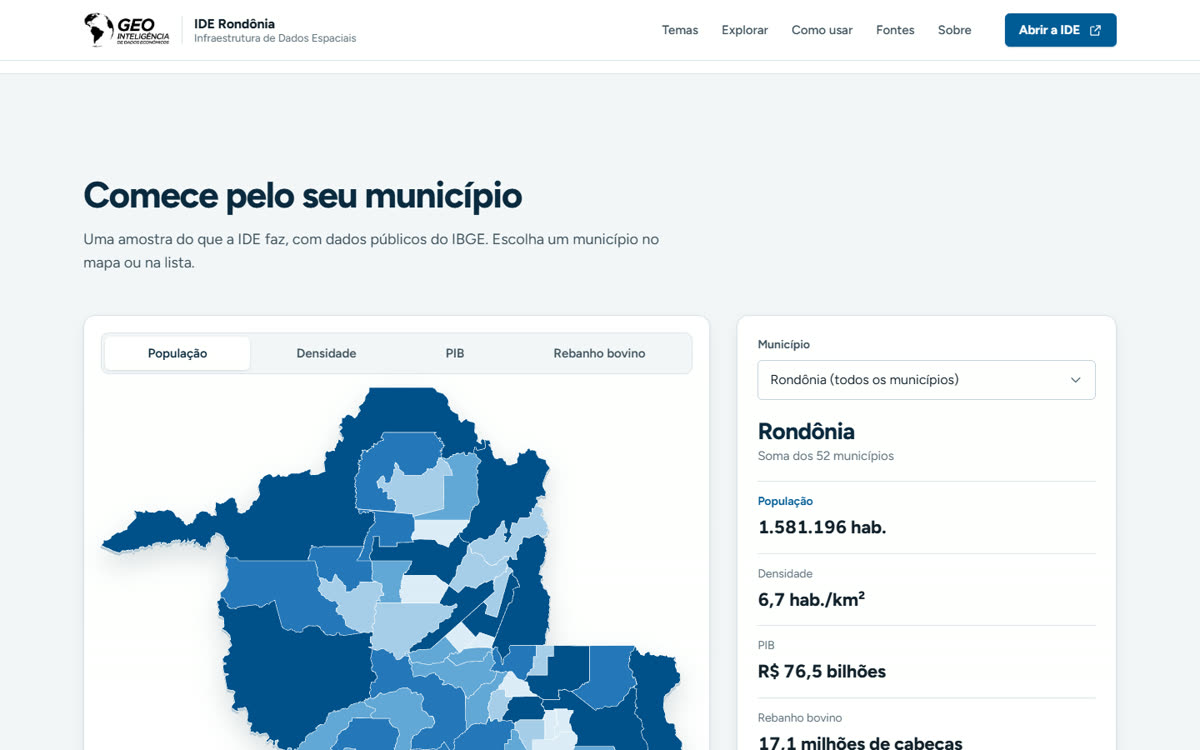 GEO
INTELIGÊNCIA
DE DADOS ECONÔMICOS
IDE Rondônia
Infraestrutura de Dados Espaciais
Temas
Explorar
Como usar
Fontes
Sobre
Abrir a IDE
Comece pelo seu município
Uma amostra do que a IDE faz, com dados públicos do IBGE. Escolha um município no
mapa ou na lista.
População
Densidade
PIB
Rebanho bovino
Município
Rondônia (todos os municípios)
Rondônia
Soma dos 52 municípios
População
1.581.196 hab.
Densidade
6,7 hab./km²
PIB
R$ 76,5 bilhões
Rebanho bovino
17,1 milhões de cabeças